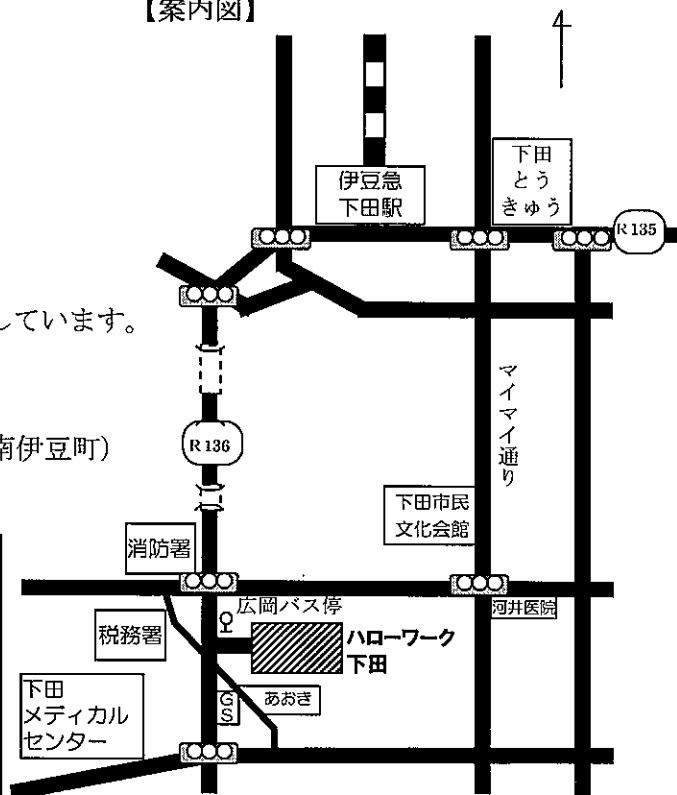 【案内図】
下田
とう
きゅう
伊豆急
下田駅
R 135
しています。
マイマイ通り
南伊豆町）
R 136
下田市民
文化会館
消防署
広岡バス停
河井医院
税務署
ハローワーク
下田
下田
メディカル
センター
GS
あおき